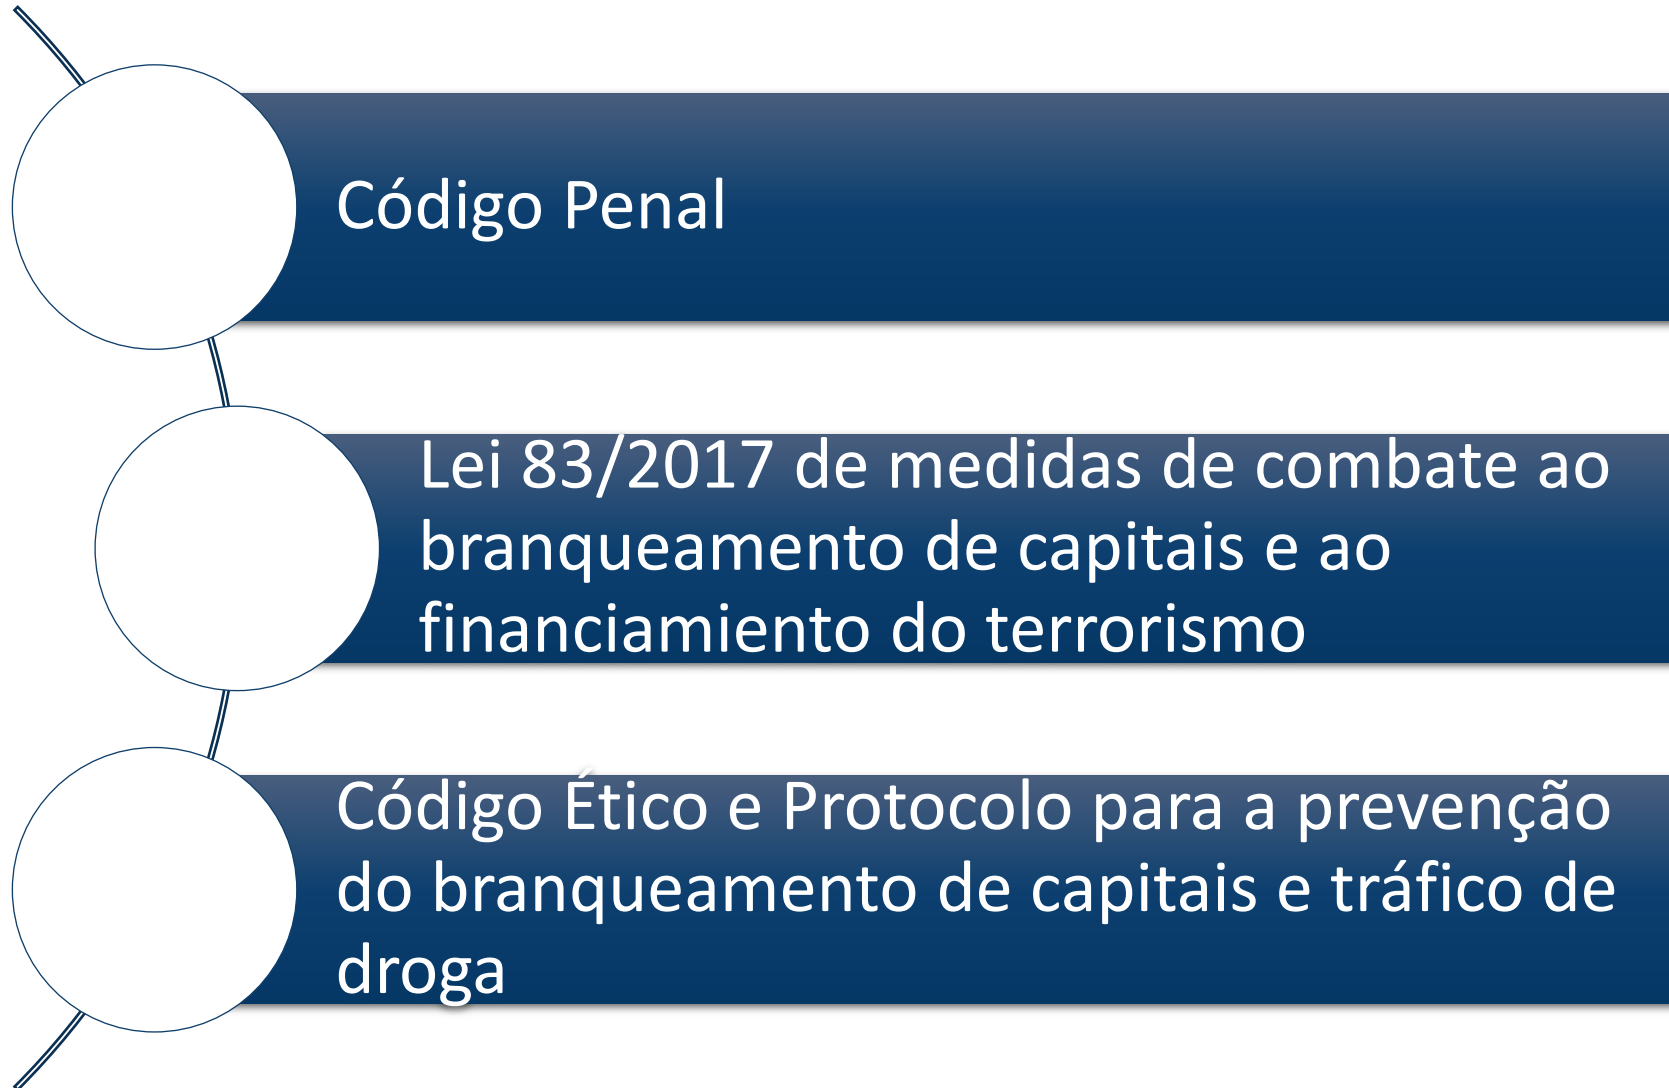 Código Penal
Lei 83/2017 de medidas de combate ao
branqueamento de capitais e ao
financiamiento do terrorismo
Código Ético e Protocolo para a prevenção
do branqueamento de capitais e tráfico de
droga